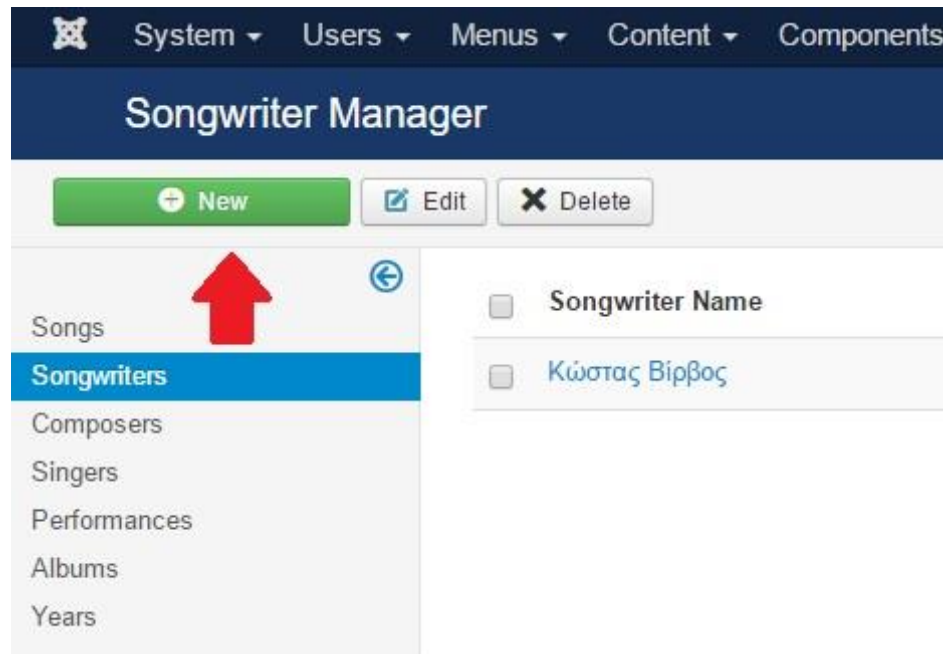 System Users Menus Content Components
Songwriter Manager
New Edit Delete
Songs
Songwriters
Composers
Singers
Performances
Albums
Years
Songwriter Name
Κώστας Βίρβος